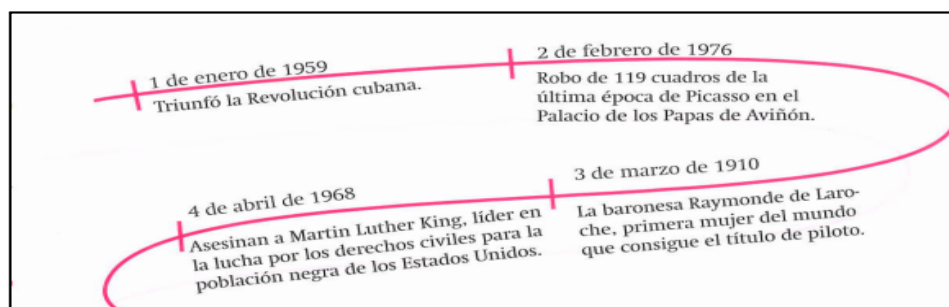 1 de enero de 1959
Triunfó la Revolución cubana.
2 de febrero de 1976
Robo de 119 cuadros de la
última época de Picasso en el
Palacio de los Papas de Aviñón.
3 de marzo de 1910
La baronesa Raymonde de Laro-
che, primera mujer del mundo
que consigue el título de piloto.
4 de abril de 1968
Asesinan a Martin Luther King, líder en
la lucha por los derechos civiles para la
población negra de los Estados Unidos.